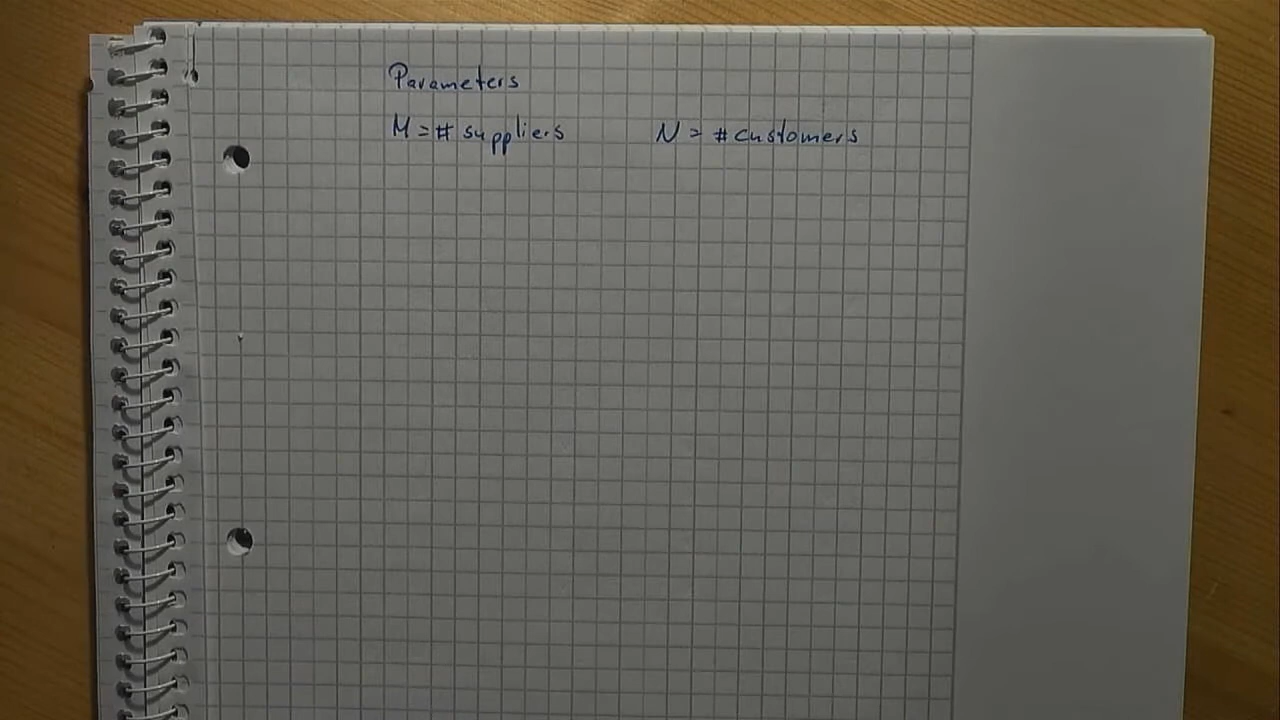 Parameters
M = # suppliers N = # customers